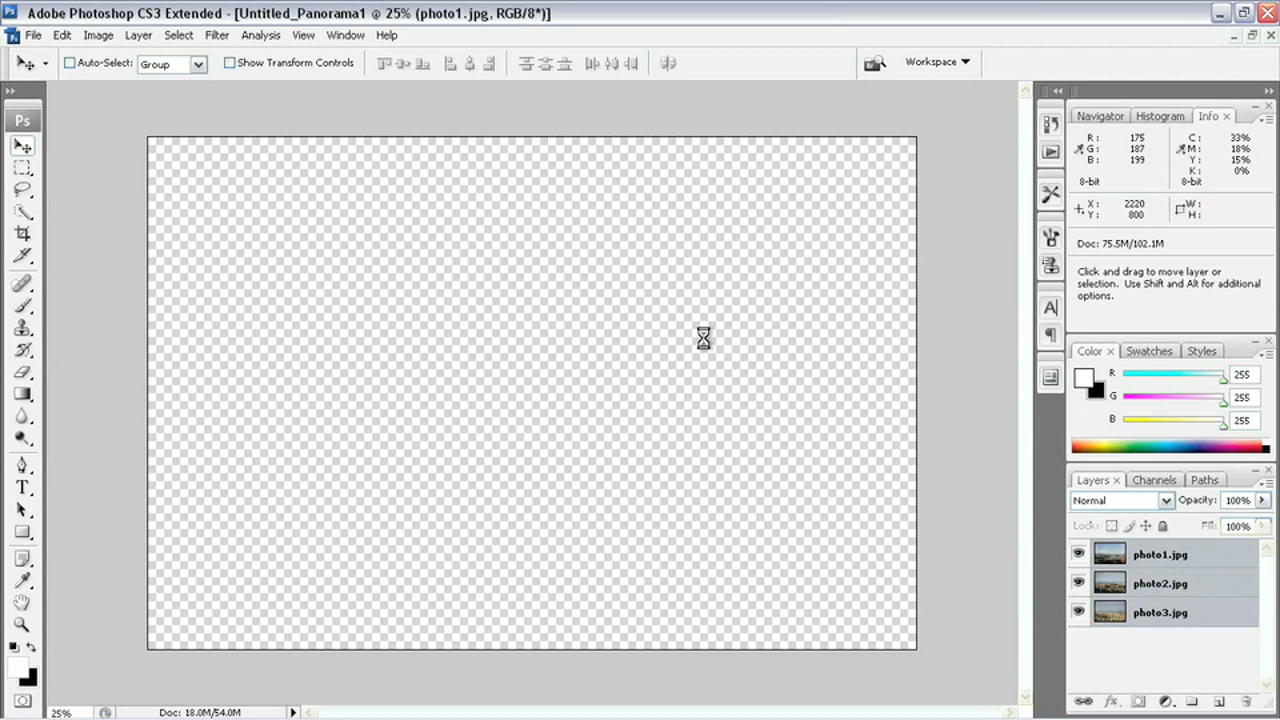 Adobe Photoshop CS3 Extended - [Untitled_Panorama1 @ 25% (photo1.jpg, RGB/8*)]
File Edit Image Layer Select Filter Analysis View Window Help
Auto-Select: Group Show Transform Controls Workspace
Ps
Navigator Histogram Info
R: 175 C: 33%
G: 187 M: 18%
B: 199 Y: 15%
K: 0%
8-bit 8-bit
X: 2220 W:
Y: 800 H:
Doc: 75.5M/102.1M
Click and drag to move layer or
selection. Use Shift and Alt for additional
options.
Color Swatches Styles
R 255
G 255
B 255
Layers Channels Paths
Normal Opacity: 100%
Lock: Fill: 100%
photo1.jpg
photo2.jpg
photo3.jpg
25% Doc: 18.0M/54.0M